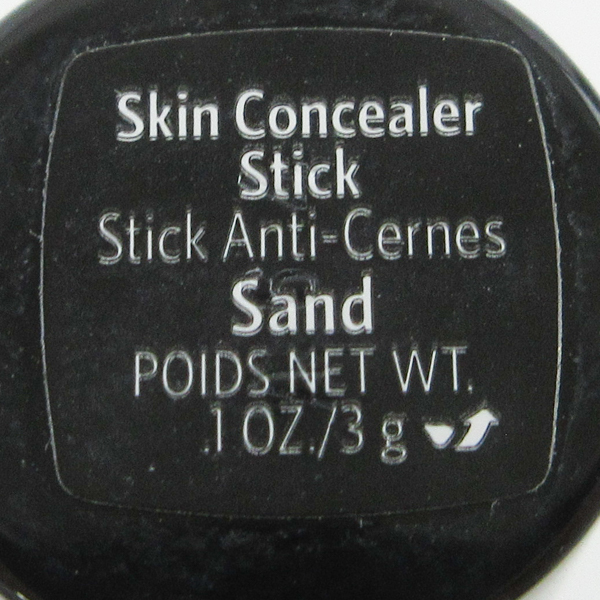 Skin Concealer
Stick
Stick Anti-Cernes
Sand
POIDS NET WT.
.1 OZ./3 g